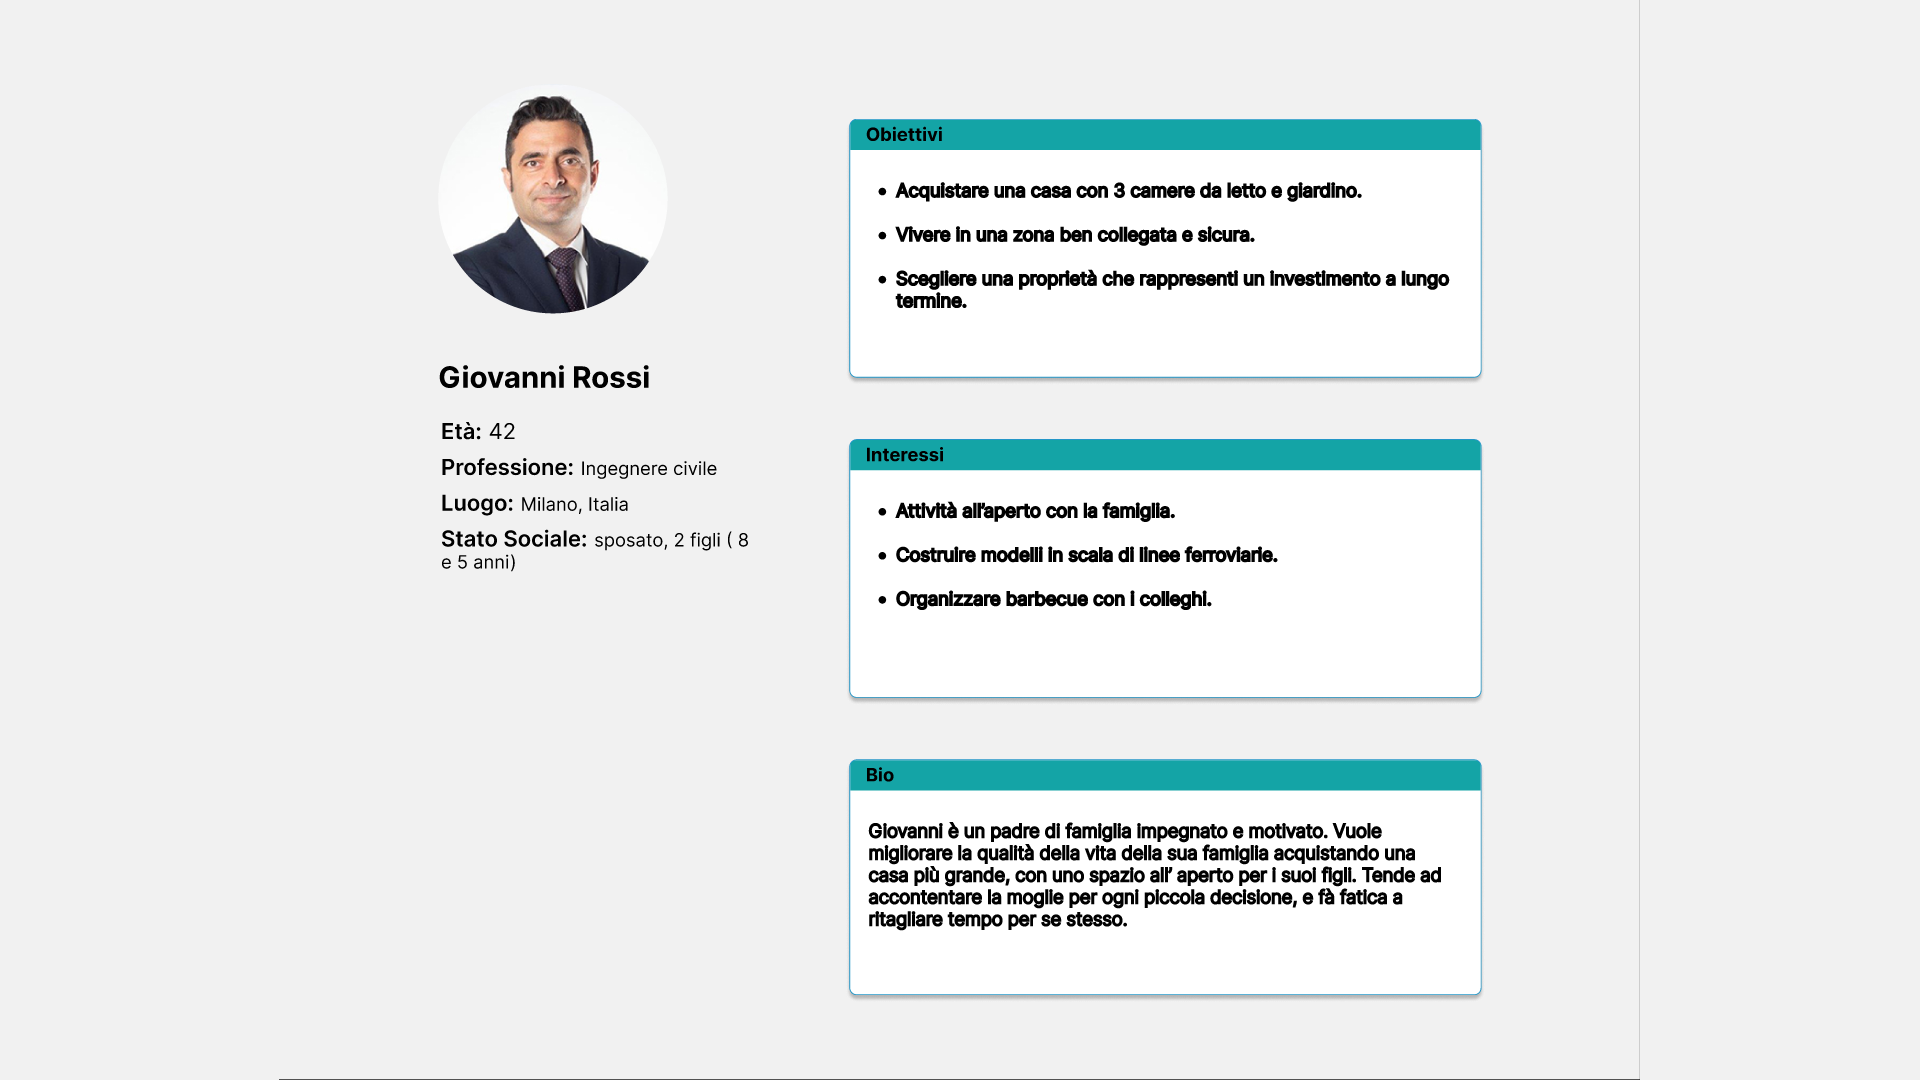 Giovanni Rossi
Età: 42
Professione: Ingegnere civile
Luogo: Milano, Italia
Stato Sociale: sposato, 2 figli ( 8
e 5 anni)
Obiettivi
• Acquistare una casa con 3 camere da letto e giardino.
• Vivere in una zona ben collegata e sicura.
• Scegliere una proprietà che rappresenti un investimento a lungo
termine.
Interessi
• Attività all’aperto con la famiglia.
• Costruire modelli in scala di linee ferroviarie.
• Organizzare barbecue con i colleghi.
Bio
Giovanni è un padre di famiglia impegnato e motivato. Vuole
migliorare la qualità della vita della sua famiglia acquistando una
casa più grande, con uno spazio all’ aperto per i suoi figli. Tende ad
accontentare la moglie per ogni piccola decisione, e fà fatica a
ritagliare tempo per se stesso.